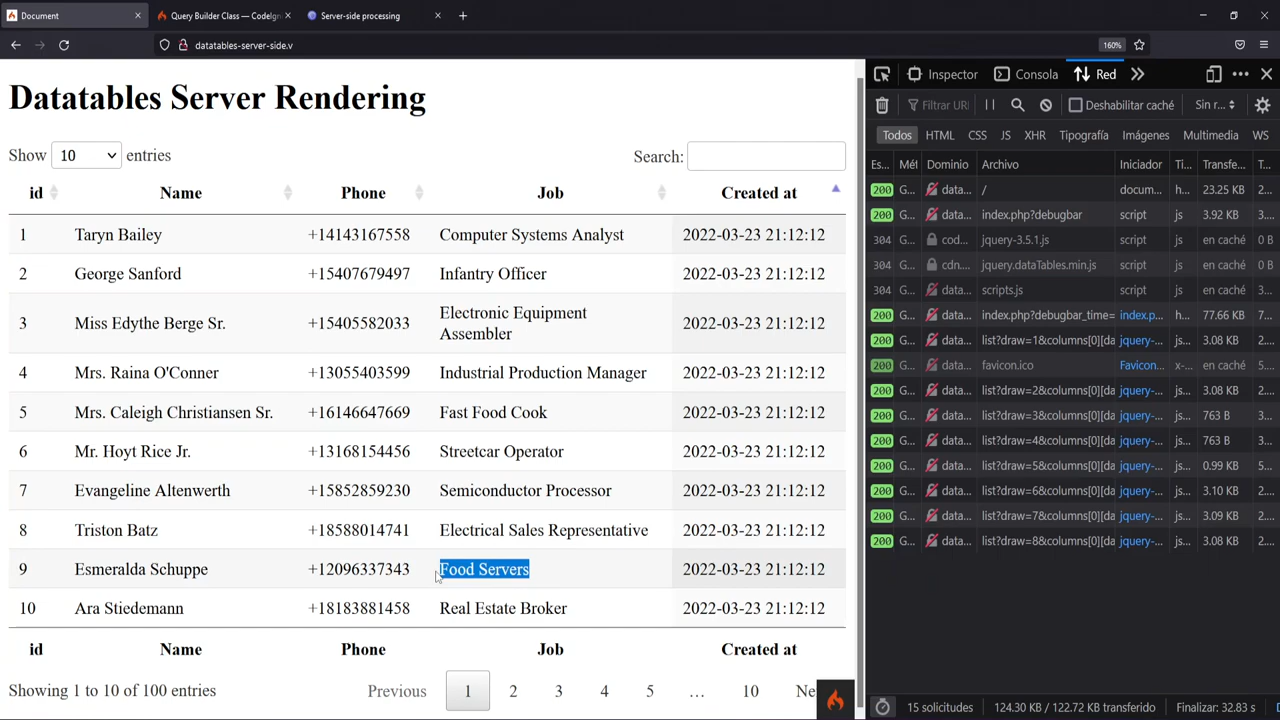 Document
Query Builder Class — CodeIgn
Server-side processing
datatables-server-side.v
160%
Datatables Server Rendering
Show 10 entries
Search:
id Name Phone Job Created at
1 Taryn Bailey +14143167558 Computer Systems Analyst 2022-03-23 21:12:12
2 George Sanford +15407679497 Infantry Officer 2022-03-23 21:12:12
3 Miss Edythe Berge Sr. +15405582033 Electronic Equipment Assembler 2022-03-23 21:12:12
4 Mrs. Raina O'Conner +13055403599 Industrial Production Manager 2022-03-23 21:12:12
5 Mrs. Caleigh Christiansen Sr. +16146647669 Fast Food Cook 2022-03-23 21:12:12
6 Mr. Hoyt Rice Jr. +13168154456 Streetcar Operator 2022-03-23 21:12:12
7 Evangeline Altenwerth +15852859230 Semiconductor Processor 2022-03-23 21:12:12
8 Triston Batz +18588014741 Electrical Sales Representative 2022-03-23 21:12:12
9 Esmeralda Schuppe +12096337343 Food Servers 2022-03-23 21:12:12
10 Ara Stiedemann +18183881458 Real Estate Broker 2022-03-23 21:12:12
id Name Phone Job Created at
Showing 1 to 10 of 100 entries
Previous 1 2 3 4 5 … 10 Ne
Inspector Consola Red
Filtrar URI
Deshabilitar caché
Sin r...
Todos HTML CSS JS XHR Tipografía Imágenes Multimedia WS
Es... Mét Dominio Archivo Iniciador Ti... Transfe... T...
200 G... data... / docum... h... 23.25 KB 2...
200 G... data... index.php?debugbar script js 3.92 KB 3...
304 G... cod... jquery-3.5.1.js script js en caché 0 B
304 G... cdn.... jquery.dataTables.min.js script js en caché 0 B
304 G... data... scripts.js script js en caché 3...
200 G... data... index.php?debugbar_time= index.p... h... 77.66 KB 7...
200 G... data... list?draw=1&columns[0][da jquery-... js... 3.08 KB 2...
200 G... data... favicon.ico Favicon... x-... en caché 5...
200 G... data... list?draw=2&columns[0][da jquery-... js... 3.08 KB 2...
200 G... data... list?draw=3&columns[0][da jquery-... js... 763 B 3...
200 G... data... list?draw=4&columns[0][da jquery-... js... 763 B 3...
200 G... data... list?draw=5&columns[0][da jquery-... js... 0.99 KB 5...
200 G... data... list?draw=6&columns[0][da jquery-... js... 3.10 KB 2...
200 G... data... list?draw=7&columns[0][da jquery-... js... 3.09 KB 2...
200 G... data... list?draw=8&columns[0][da jquery-... js... 3.08 KB 2...
15 solicitudes 124.30 KB / 122.72 KB transferido Finalizar: 32.83 s